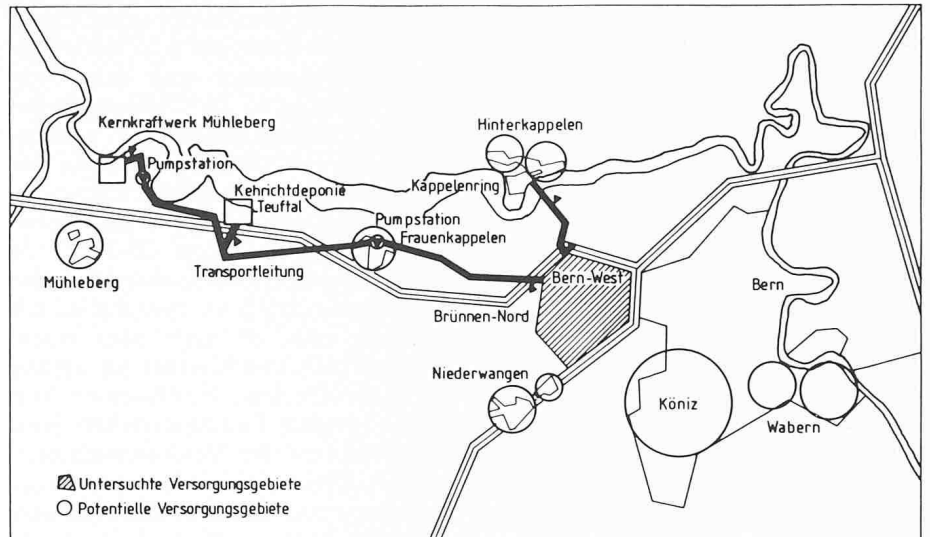 Kernkraftwerk Mühleberg
Hinterkappelen
Pumpstation
Kehrichtdeponie
Teuftal
Kappelenring
Pumpstation
Frauenkappelen
Transportleitung
Mühleberg
Bern-West
Bern
Brünnen-Nord
Niederwangen
Köniz
Wabern
Untersuchte Versorgungsgebiete
Potentielle Versorgungsgebiete